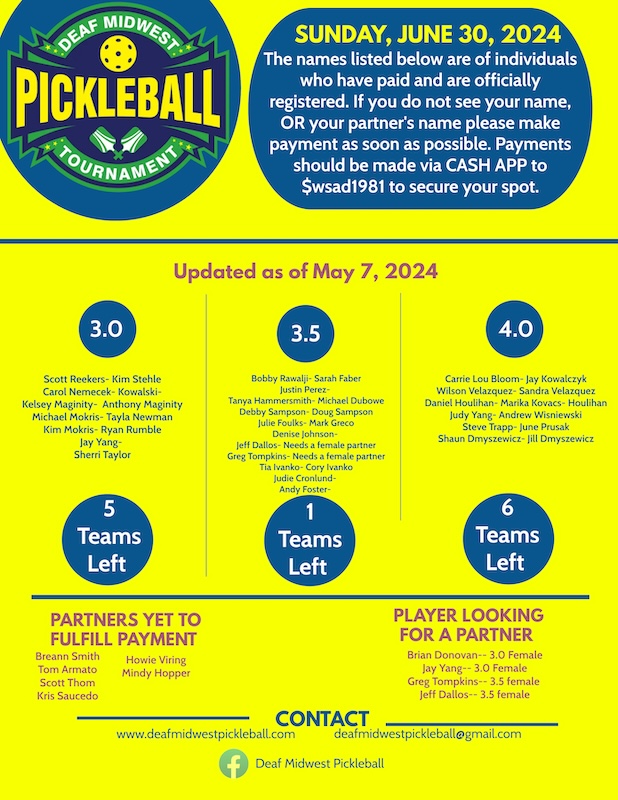 DEAF MIDWEST
PICKLEBALL
TOURNAMENT
SUNDAY, JUNE 30, 2024
The names listed below are of individuals
who have paid and are officially
registered. If you do not see your name,
OR your partner's name please make
payment as soon as possible. Payments
should be made via CASH APP to
$wsad1981 to secure your spot.
Updated as of May 7, 2024
3.0
Scott Reekers- Kim Stehle
Carol Nemecek- Kowalski-
Kelsey Maginity- Anthony Maginity
Michael Mokris- Tayla Newman
Kim Mokris- Ryan Rumble
Jay Yang-
Sherri Taylor
5
Teams
Left
3.5
Bobby Rawalji- Sarah Faber
Justin Perez-
Tanya Hammersmith- Michael Dubowe
Debby Sampson- Doug Sampson
Julie Foulks- Mark Greco
Denise Johnson-
Jeff Dallos- Needs a female partner
Greg Tompkins- Needs a female partner
Tia Ivanko- Cory Ivanko
Judie Cronlund-
Andy Foster-
1
Teams
Left
4.0
Carrie Lou Bloom- Jay Kowalczyk
Wilson Velazquez- Sandra Velazquez
Daniel Houlihan- Marika Kovacs- Houlihan
Judy Yang- Andrew Wisniewski
Steve Trapp- June Prusak
Shaun Dmyszewicz- Jill Dmyszewicz
6
Teams
Left
PARTNERS YET TO
FULFILL PAYMENT
Breann Smith
Tom Armato
Scott Thom
Kris Saucedo
Howie Viring
Mindy Hopper
PLAYER LOOKING
FOR A PARTNER
Brian Donovan-- 3.0 Female
Jay Yang-- 3.0 Female
Greg Tompkins-- 3.5 female
Jeff Dallos-- 3.5 female
CONTACT
www.deafmidwestpickleball.com
deafmidwestpickleball@gmail.com
Deaf Midwest Pickleball